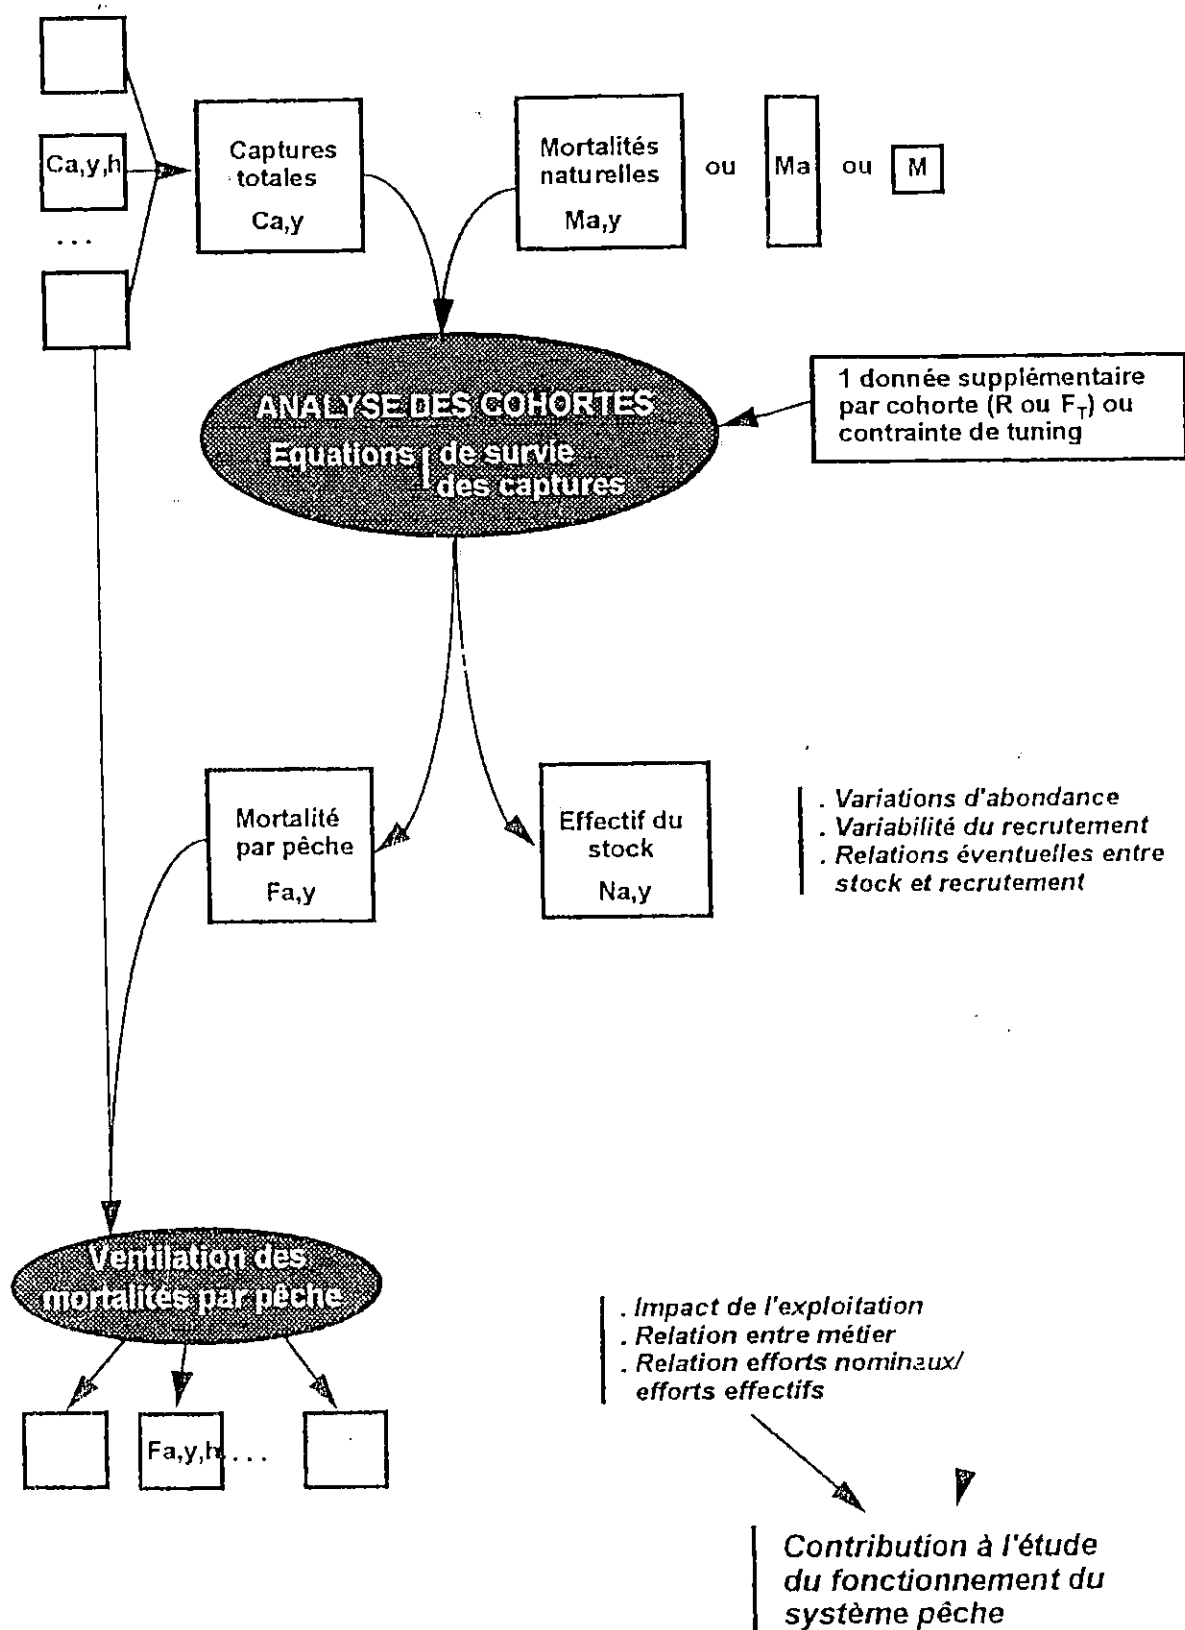 Ca,y,h
...
Captures
totales
Ca,y
Mortalités
naturelles
Ma,y
ou
Ma
ou
M
ANALYSE DES COHORTES
Equations de survie
des captures
1 donnée supplémentaire
par cohorte (R ou FT) ou
contrainte de tuning
Mortalité
par pêche
Fa,y
Effectif du
stock
Na,y
. Variations d'abondance
. Variabilité du recrutement
. Relations éventuelles entre
stock et recrutement
Ventilation des
mortalités par pêche
Fa,y,h
...
. Impact de l'exploitation
. Relation entre métier
. Relation efforts nominaux/
efforts effectifs
Contribution à l'étude
du fonctionnement du
système pêche